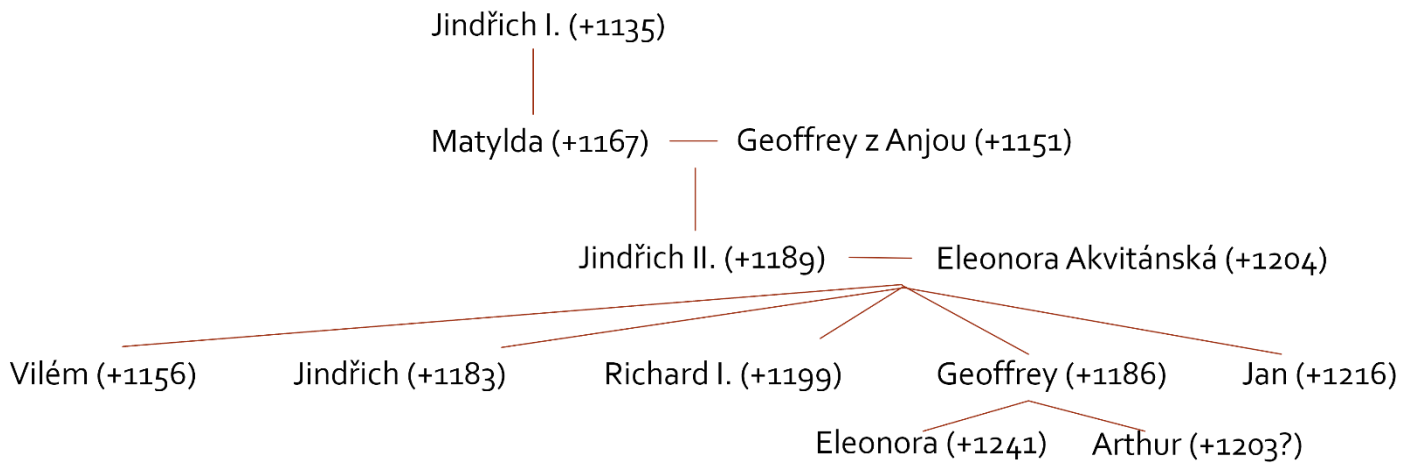 Jindřich I. (+1135)
Matylda (+1167) Geoffrey z Anjou (+1151)
Jindřich II. (+1189) Eleonora Akvitánská (+1204)
Vilém (+1156) Jindřich (+1183) Richard I. (+1199) Geoffrey (+1186) Jan (+1216)
Eleonora (+1241) Arthur (+1203?)